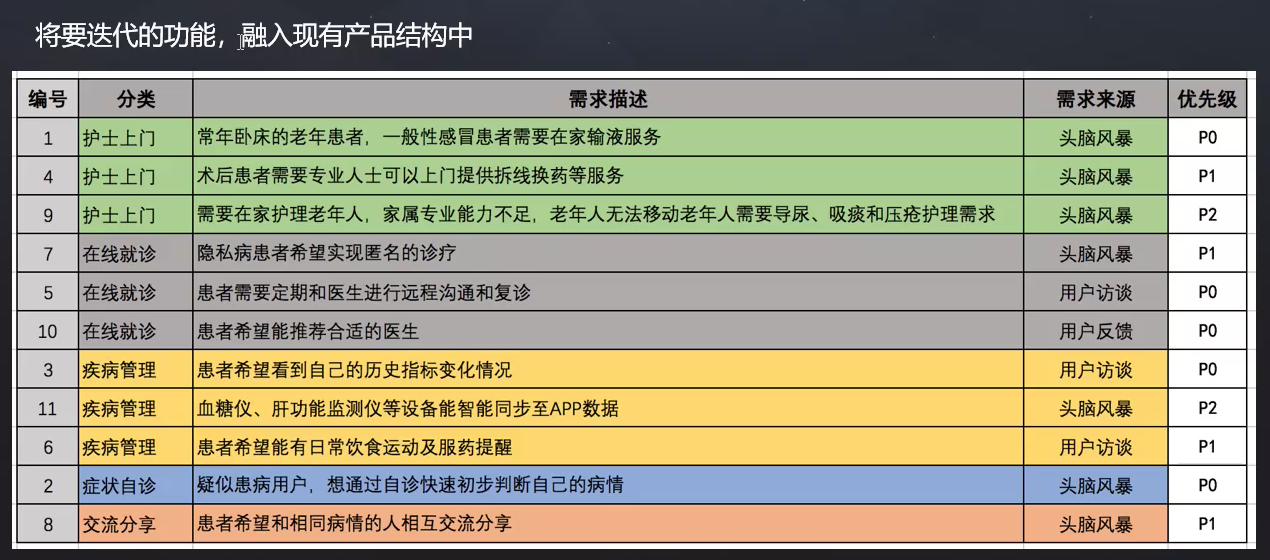 将要迭代的功能，融入现有产品结构中
编号 分类 需求描述 需求来源 优先级
1 护士上门 常年卧床的老年患者，一般性感冒患者需要在家输液服务 头脑风暴 P0
4 护士上门 术后患者需要专业人士可以上门提供拆线换药等服务 头脑风暴 P1
9 护士上门 需要在家护理老年人，家属专业能力不足，老年人无法移动老年人需要导尿、吸痰和压疮护理需求 头脑风暴 P2
7 在线就诊 隐私病患者希望实现匿名的诊疗 头脑风暴 P1
5 在线就诊 患者需要定期和医生进行远程沟通和复诊 用户访谈 P0
10 在线就诊 患者希望能推荐合适的医生 用户反馈 P0
3 疾病管理 患者希望看到自己的历史指标变化情况 用户访谈 P0
11 疾病管理 血糖仪、肝功能监测仪等设备能智能同步至APP数据 头脑风暴 P2
6 疾病管理 患者希望能有日常饮食运动及服药提醒 用户访谈 P1
2 症状自诊 疑似患病用户，想通过自诊快速初步判断自己的病情 头脑风暴 P0
8 交流分享 患者希望和相同病情的人相互交流分享 头脑风暴 P1